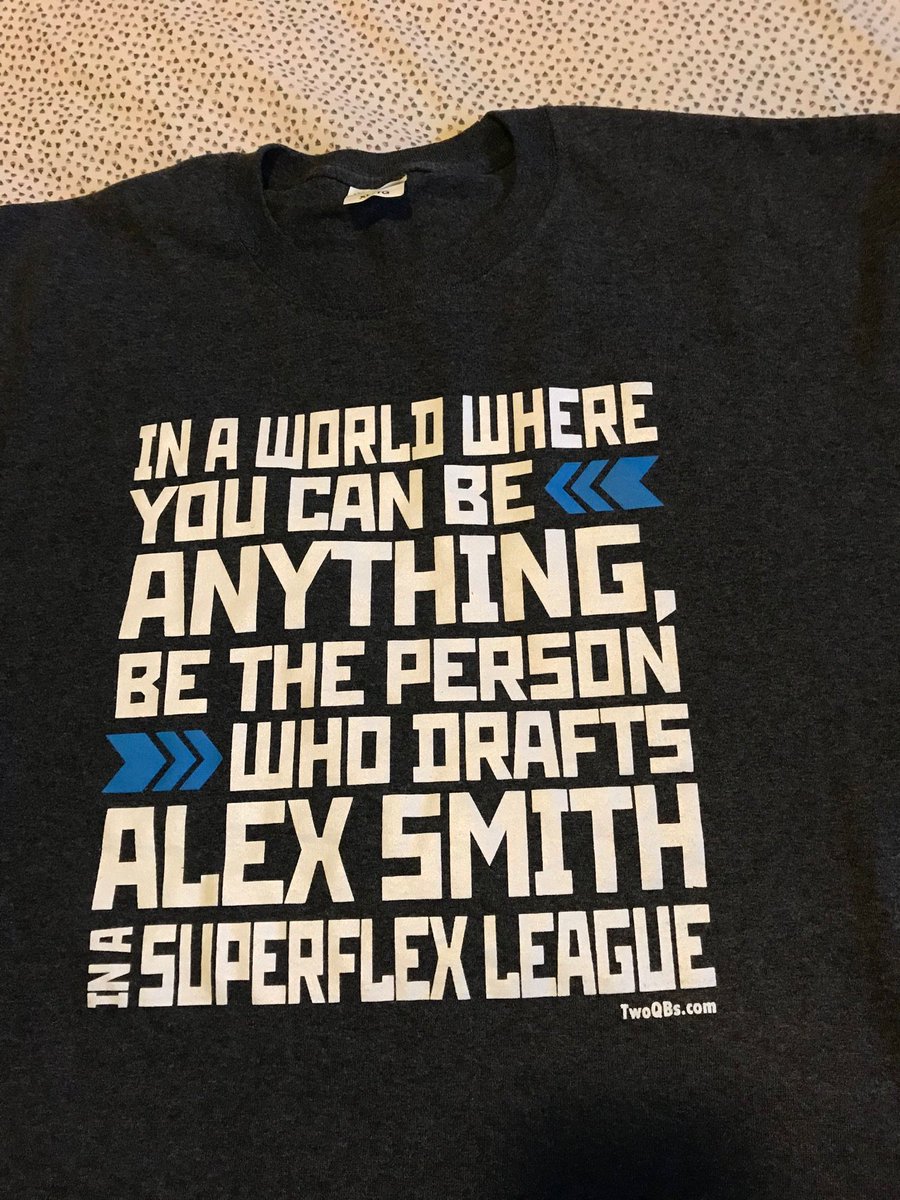 IN A WORLD WHERE
YOU CAN BE
ANYTHING,
BE THE PERSON
WHO DRAFTS
ALEX SMITH
IN A SUPERFLEX LEAGUE
TwoQBs.com